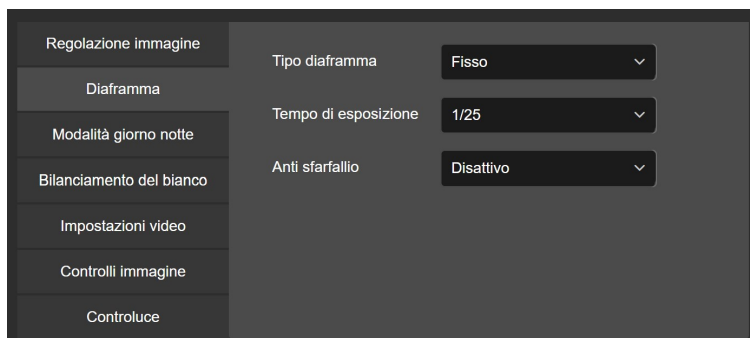 Regolazione immagine
Diaframma
Modalità giorno notte
Bilanciamento del bianco
Impostazioni video
Controlli immagine
Controluce
Tipo diaframma Fisso
Tempo di esposizione 1/25
Anti sfarfallio Disattivo